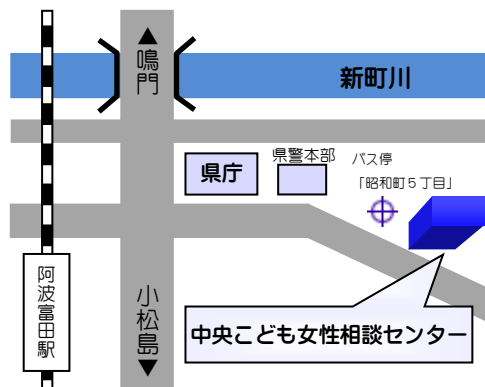 ▲鳴門
新町川
県警本部
バス停
県庁
「昭和町５丁目」
阿波富田駅
小松島▼
中央こども女性相談センター